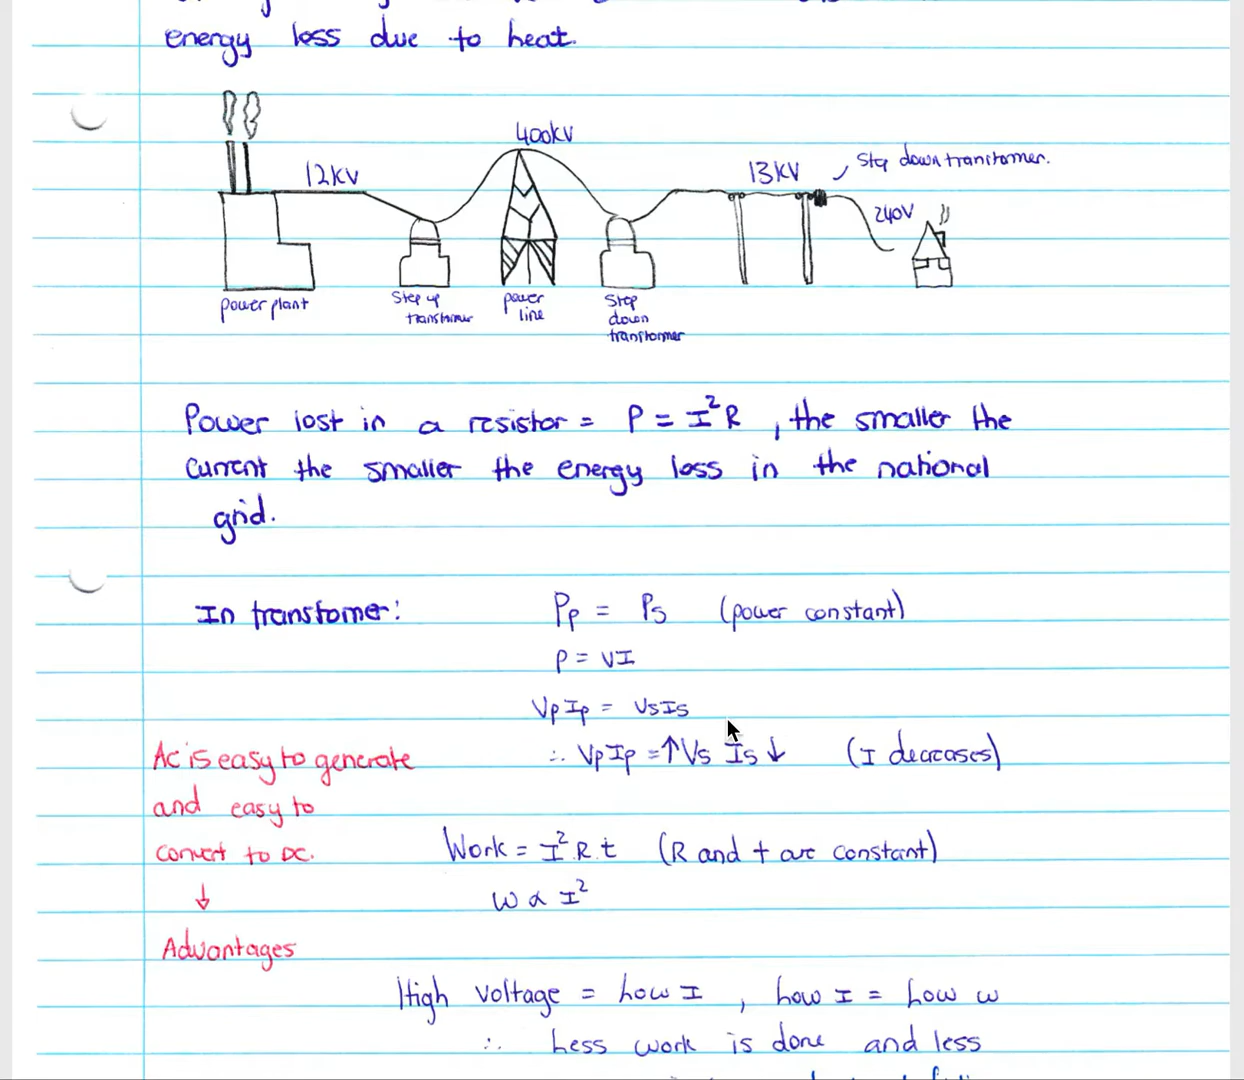 energy loss due to heat.
400kV
12kV
13kV
Step down transformer.
240V
power plant
Step up
transformer
power
line
Step
down
transformer
Power lost in a resistor = P = I²R , the smaller the
current the smaller the energy loss in the national
grid.
In transfomer:
Pp = Ps (power constant)
P = VI
VpIp = VsIs
∴ VpIp = ↑Vs Is↓ (I decreases)
Ac is easy to generate
and easy to
convert to DC.
↓
Advantages
Work = I²Rt (R and t are constant)
W ∝ I²
High voltage = Low I , Low I = Low W
∴ Less work is done and less